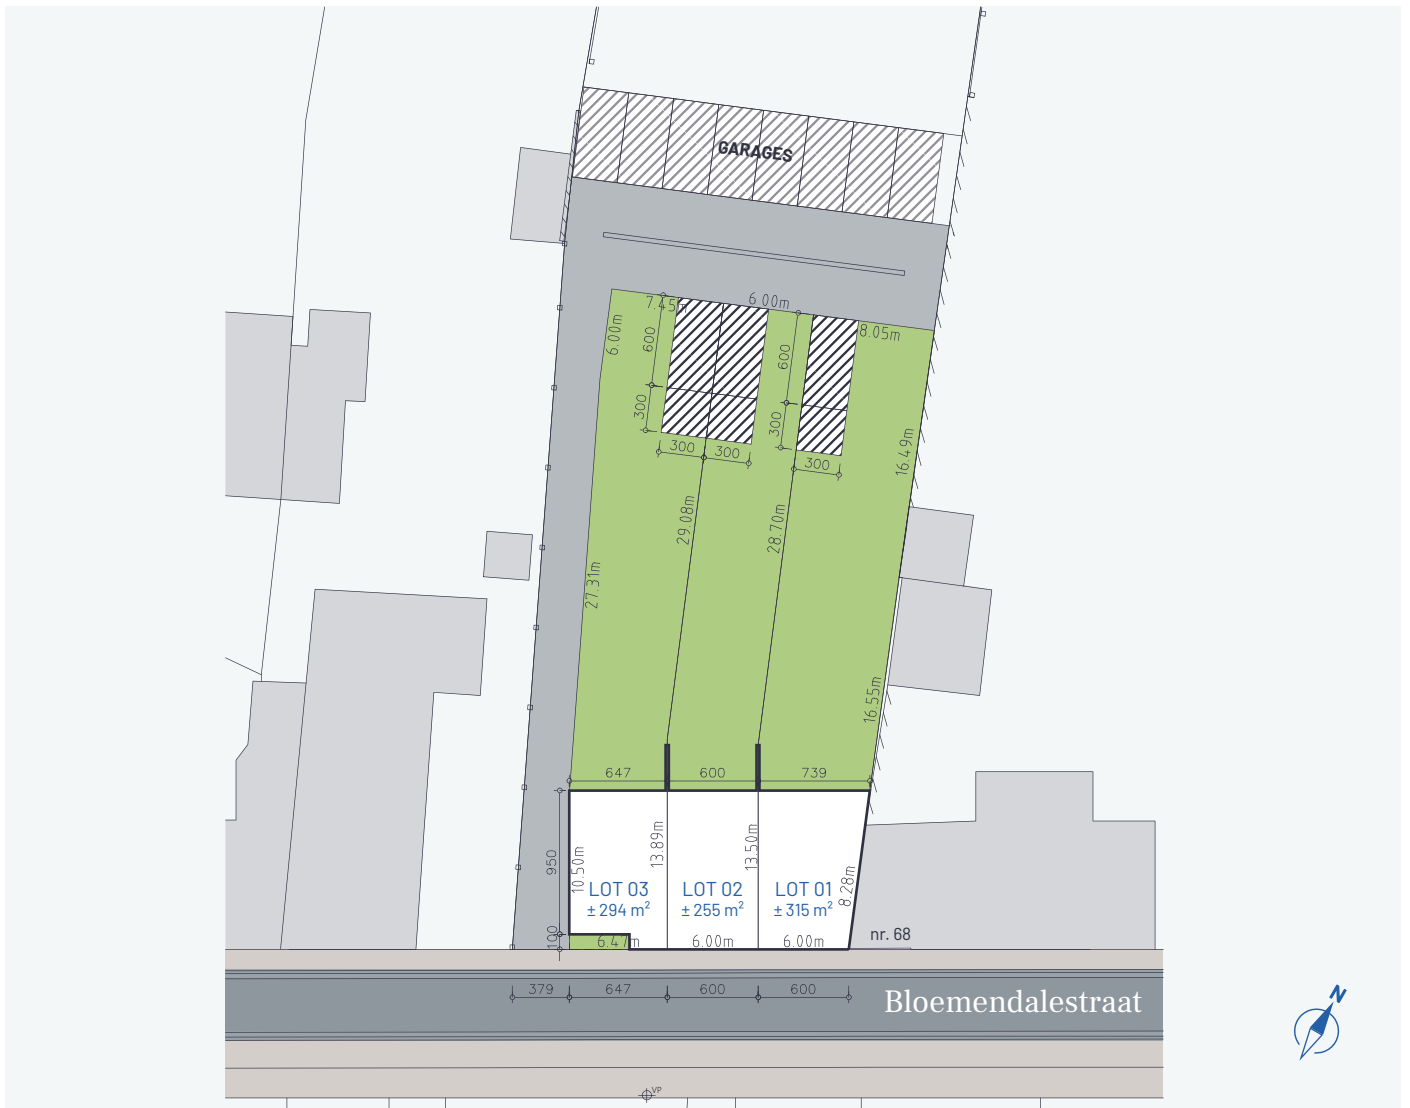 GARAGES
7.45m
6.00m
8.05m
6.00m
600
600
300
300
300
300
300
16.49m
29.08m
28.70m
27.31m
16.55m
647
600
739
950
10.50m
13.89m
13.50m
8.28m
LOT 03
± 294 m²
LOT 02
± 255 m²
LOT 01
± 315 m²
100
6.47m
6.00m
6.00m
nr. 68
379
647
600
600
Bloemendalestraat
N
VP